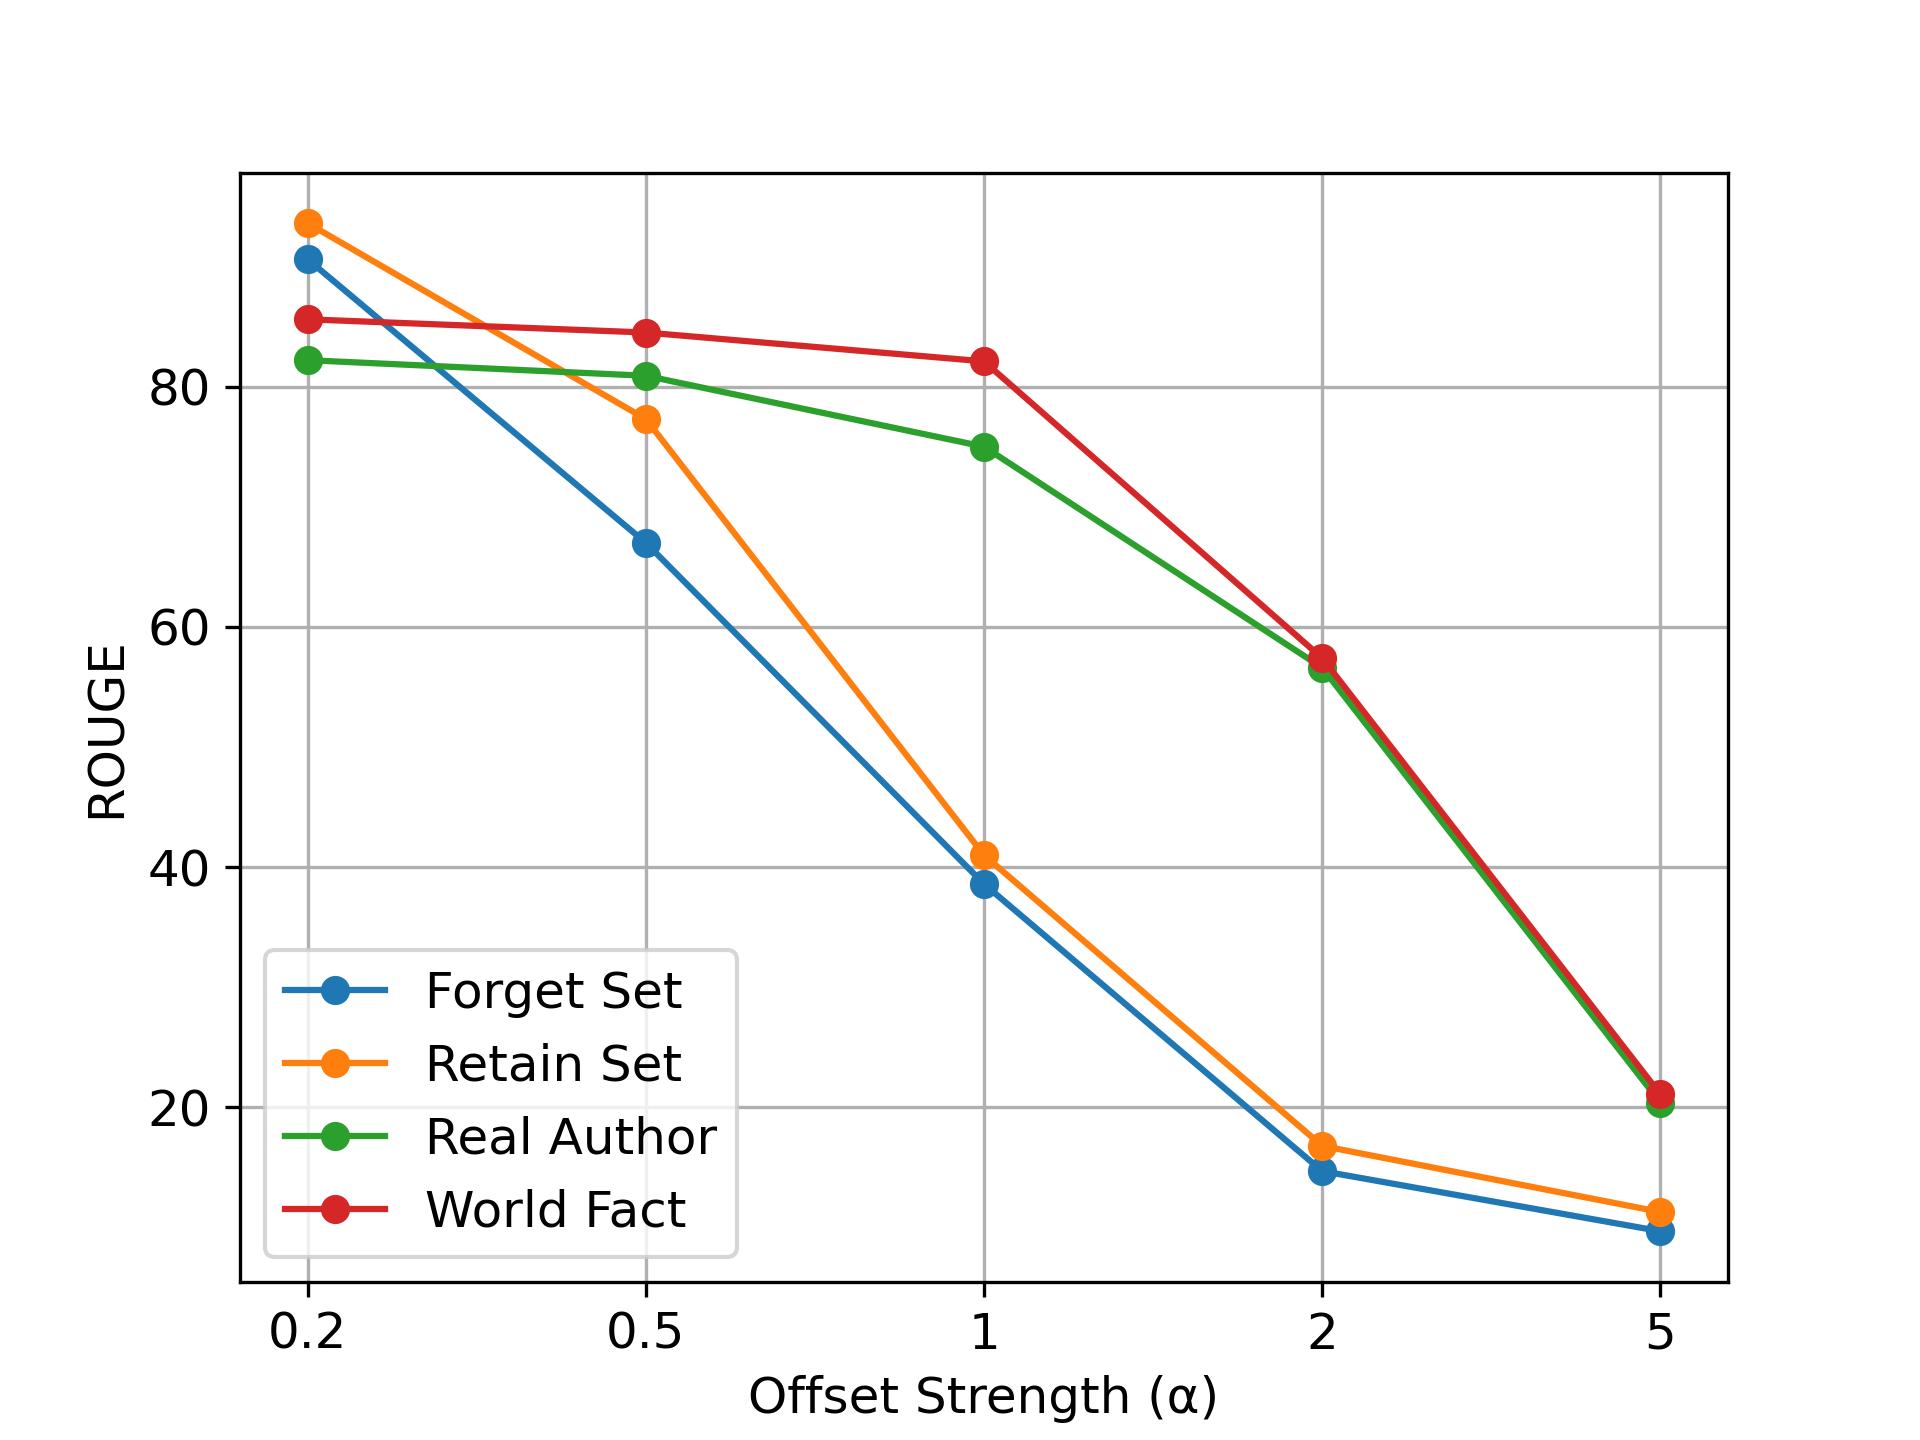 ROUGE
80
60
40
20
Forget Set
Retain Set
Real Author
World Fact
0.2 0.5 1 2 5
Offset Strength (α)